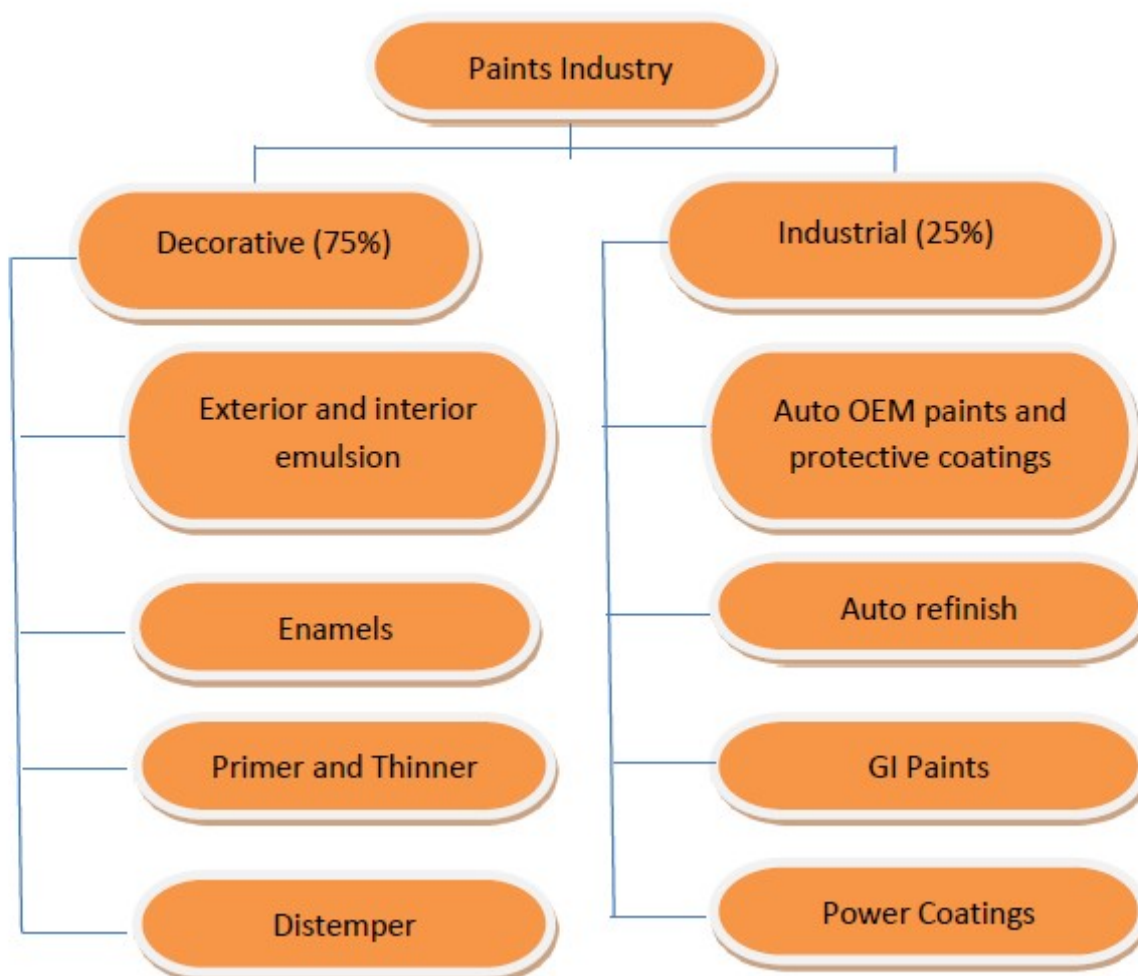 Paints Industry
Decorative (75%)
Industrial (25%)
Exterior and interior
emulsion
Auto OEM paints and
protective coatings
Enamels
Auto refinish
Primer and Thinner
GI Paints
Distemper
Power Coatings